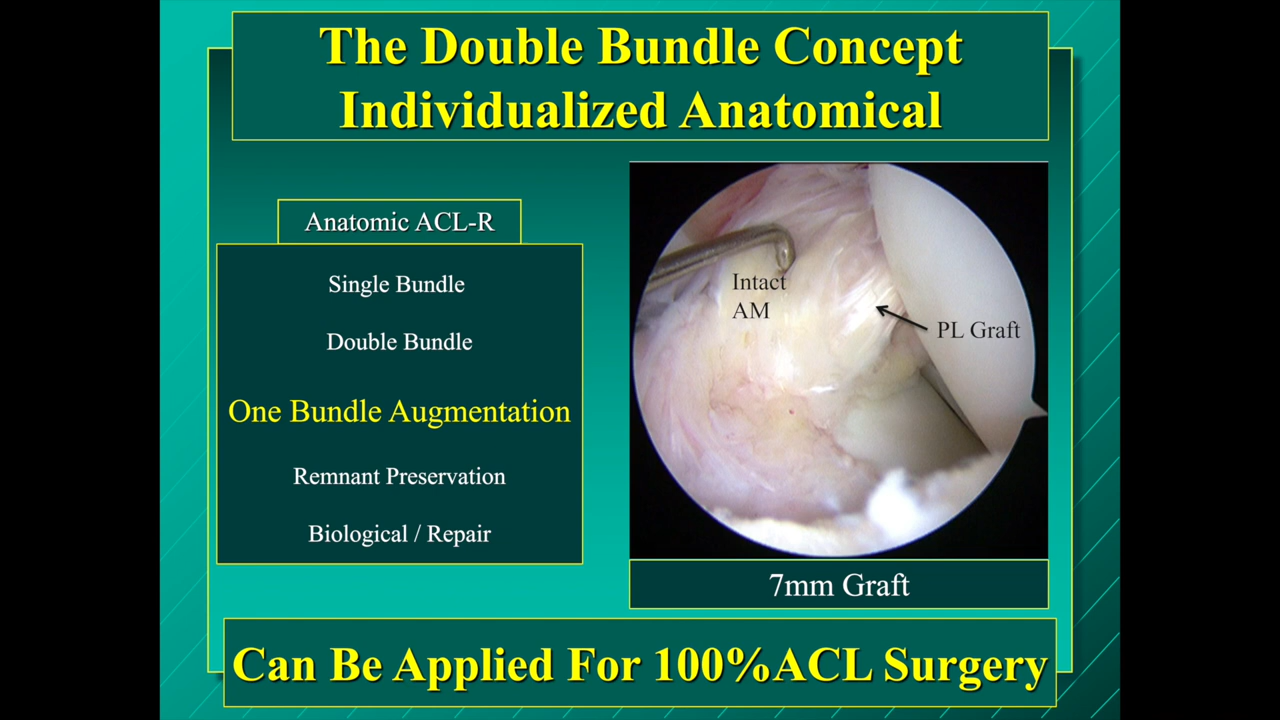 The Double Bundle Concept
Individualized Anatomical
Anatomic ACL-R
Single Bundle
Double Bundle
One Bundle Augmentation
Remnant Preservation
Biological / Repair
Intact
AM
PL Graft
7mm Graft
Can Be Applied For 100%ACL Surgery